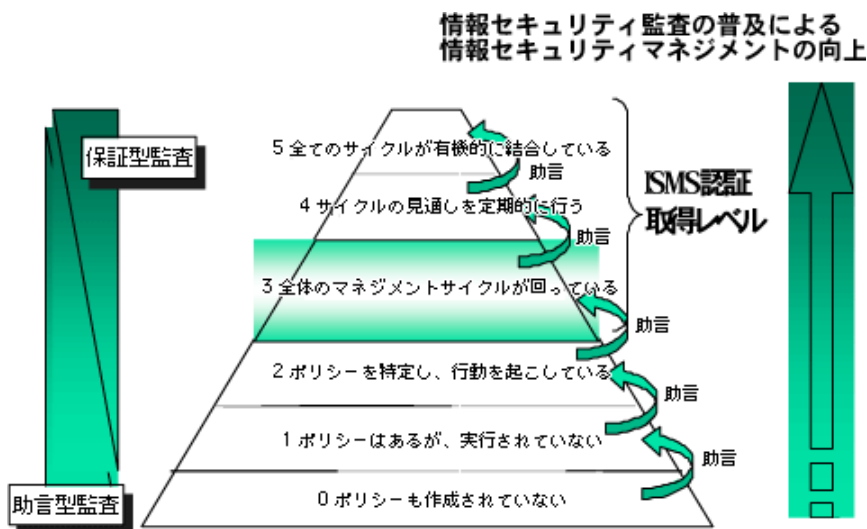 情報セキュリティ監査の普及による
情報セキュリティマネジメントの向上
保証型監査
5 全てのサイクルが有機的に結合している
助言
4 サイクルの見通しを定期的に行う
助言
ISMS認証
取得レベル
3 全体のマネジメントサイクルが回っている
助言
2 ポリシーを特定し、行動を起こしている
助言
1 ポリシーはあるが、実行されていない
助言
助言型監査
0 ポリシーも作成されていない